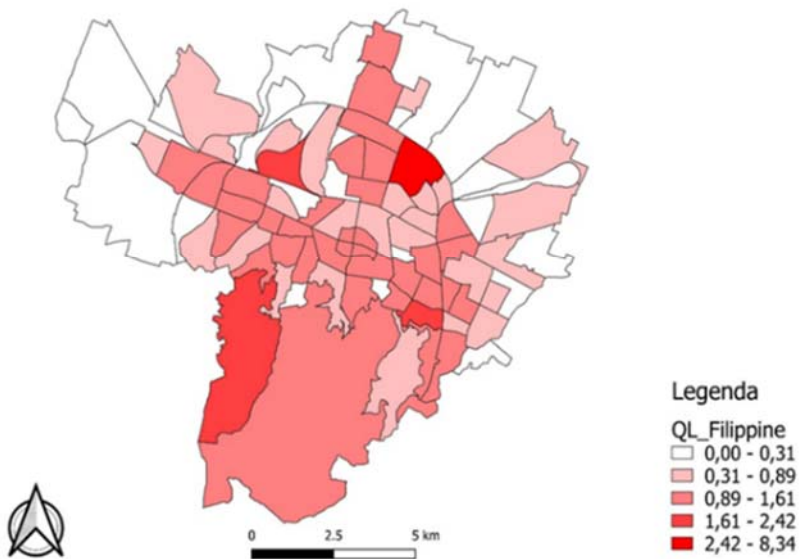 Legenda
QL_Filippine
0,00 - 0,31
0,31 - 0,89
0,89 - 1,61
1,61 - 2,42
2,42 - 8,34
0 2.5 5 km